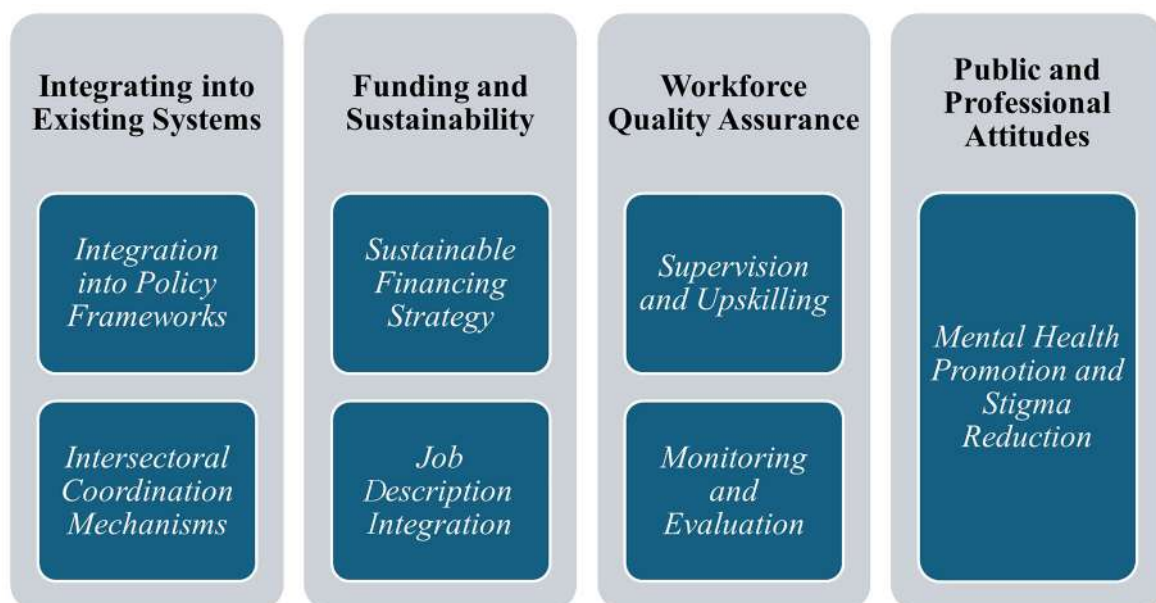 Integrating into
Existing Systems
Integration
into Policy
Frameworks
Intersectoral
Coordination
Mechanisms
Funding and
Sustainability
Sustainable
Financing
Strategy
Job
Description
Integration
Workforce
Quality Assurance
Supervision
and Upskilling
Monitoring
and
Evaluation
Public and
Professional
Attitudes
Mental Health
Promotion and
Stigma
Reduction